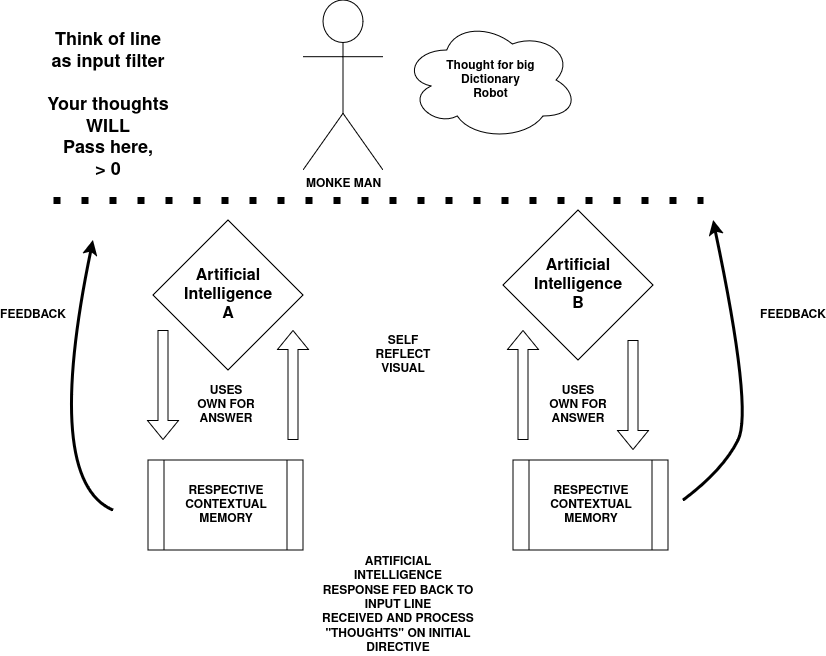 Think of line
as input filter
Your thoughts
WILL
Pass here,
> 0
Thought for big
Dictionary
Robot
MONKE MAN
Artificial
Intelligence
A
Artificial
Intelligence
B
FEEDBACK
FEEDBACK
SELF
REFLECT
VISUAL
USES
OWN FOR
ANSWER
USES
OWN FOR
ANSWER
RESPECTIVE
CONTEXTUAL
MEMORY
RESPECTIVE
CONTEXTUAL
MEMORY
ARTIFICIAL
INTELLIGENCE
RESPONSE FED BACK TO
INPUT LINE
RECEIVED AND PROCESS
"THOUGHTS" ON INITIAL
DIRECTIVE